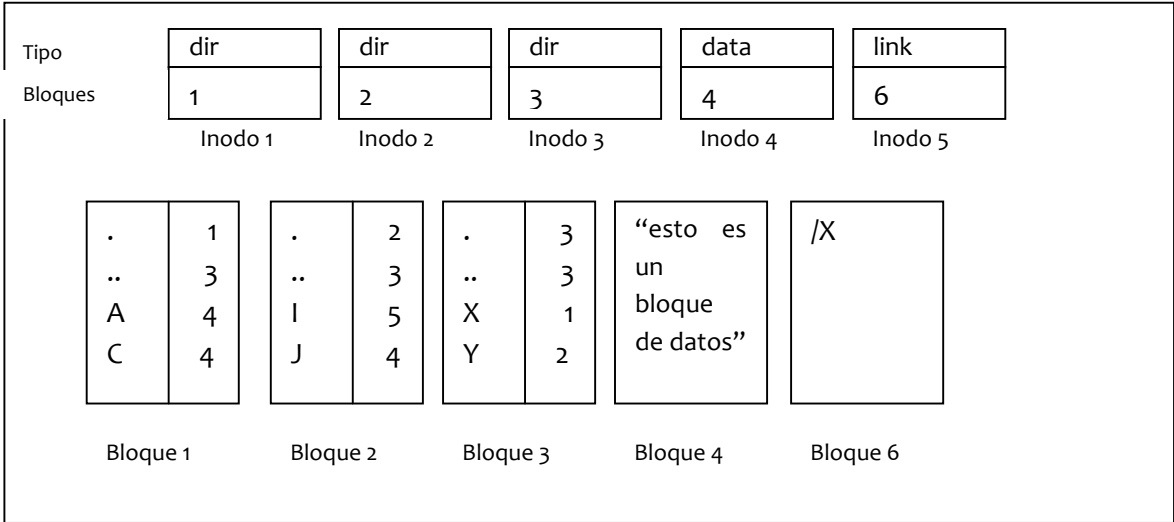 Tipo dir dir dir data link
Bloques 1 2 3 4 6
Inodo 1 Inodo 2 Inodo 3 Inodo 4 Inodo 5
. 1 . 2 . 3 “esto es /X
.. 3 .. 3 .. 3 un
A 4 I 5 X 1 bloque
C 4 J 4 Y 2 de datos”
Bloque 1 Bloque 2 Bloque 3 Bloque 4 Bloque 6